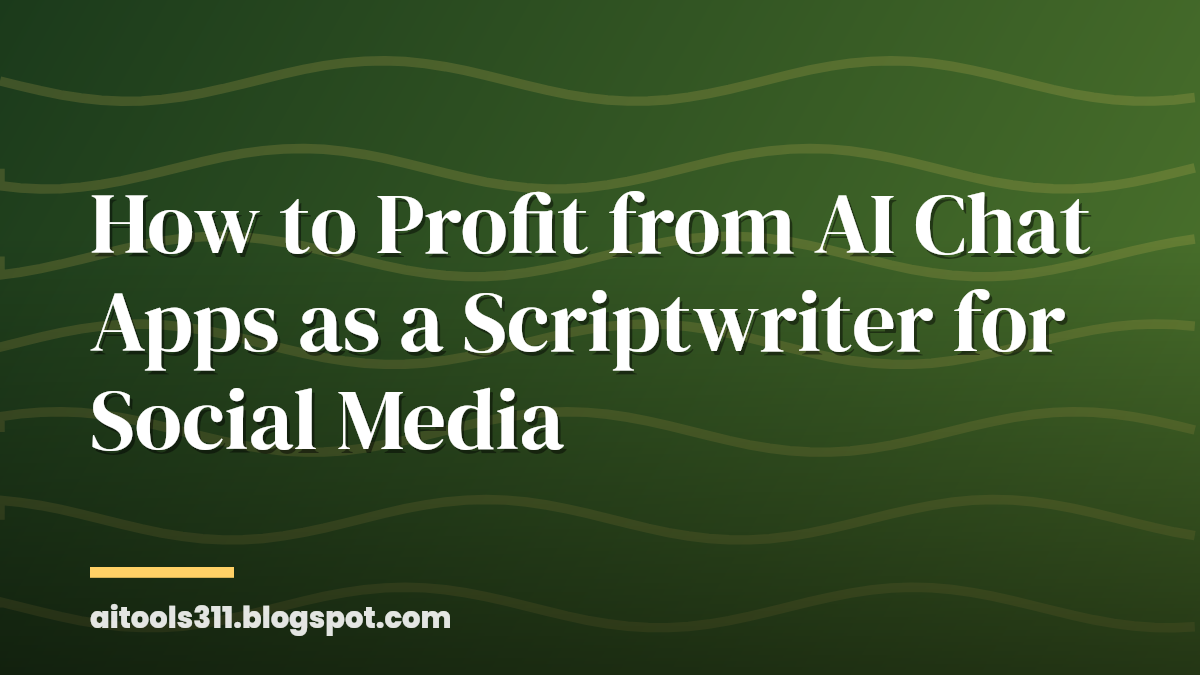 How to Profit from AI Chat
Apps as a Scriptwriter for
Social Media
aitools311.blogspot.com